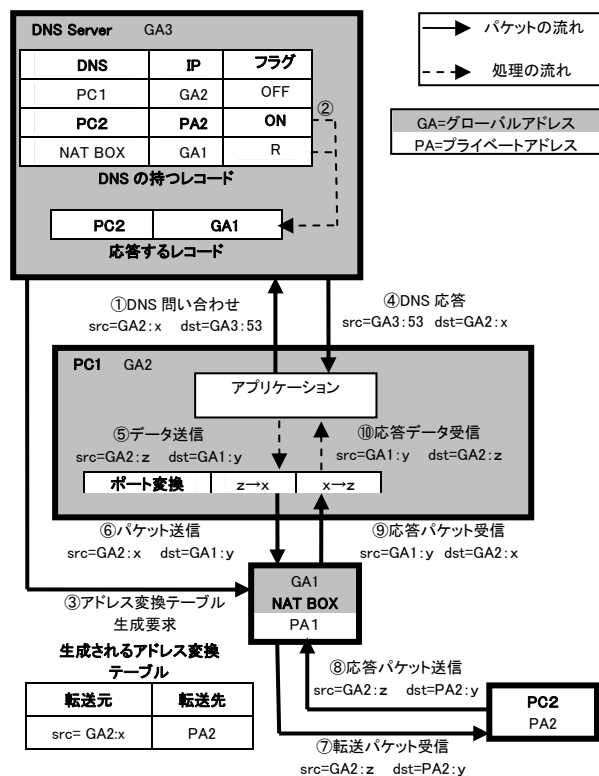 DNS Server GA3
DNS IP フラグ
PC1 GA2 OFF
PC2 PA2 ON ②
NAT BOX GA1 R
DNS の持つレコード
PC2 GA1
応答するレコード
パケットの流れ
処理の流れ
GA=グローバルアドレス
PA=プライベートアドレス
①DNS 問い合わせ
src=GA2:x dst=GA3:53
④DNS 応答
src=GA3:53 dst=GA2:x
PC1 GA2
アプリケーション
⑤データ送信
src=GA2:z dst=GA1:y
⑩応答データ受信
src=GA1:y dst=GA2:z
ポート変換 z→x x→z
⑥パケット送信
src=GA2:x dst=GA1:y
⑨応答パケット受信
src=GA1:y dst=GA2:x
GA1
NAT BOX
PA1
③アドレス変換テーブル
生成要求
生成されるアドレス変換
テーブル
転送元 転送先
src= GA2:x PA2
⑧応答パケット送信
src=GA2:z dst=PA2:y
PC2
PA2
⑦転送パケット受信
src=GA2:z dst=PA2:y